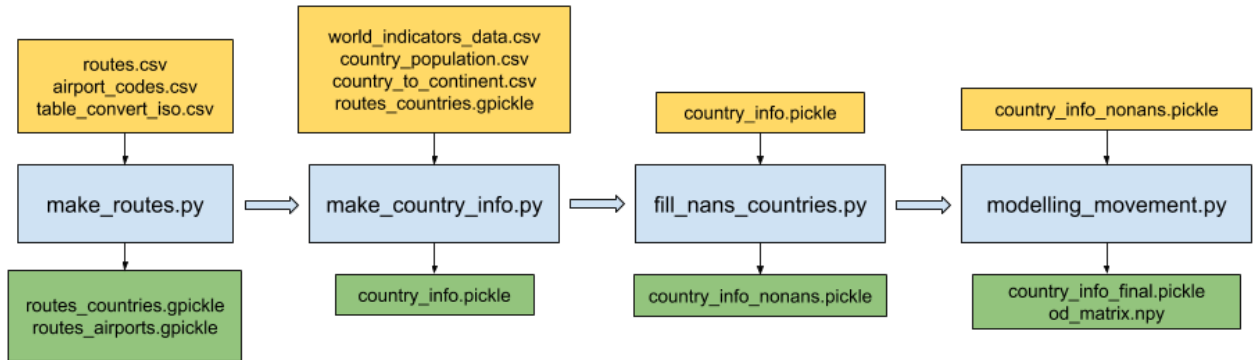 routes.csv
airport_codes.csv
table_convert_iso.csv
make_routes.py
routes_countries.gpickle
routes_airports.gpickle
world_indicators_data.csv
country_population.csv
country_to_continent.csv
routes_countries.gpickle
make_country_info.py
country_info.pickle
country_info.pickle
fill_nans_countries.py
country_info_nonans.pickle
country_info_nonans.pickle
modelling_movement.py
country_info_final.pickle
od_matrix.npy